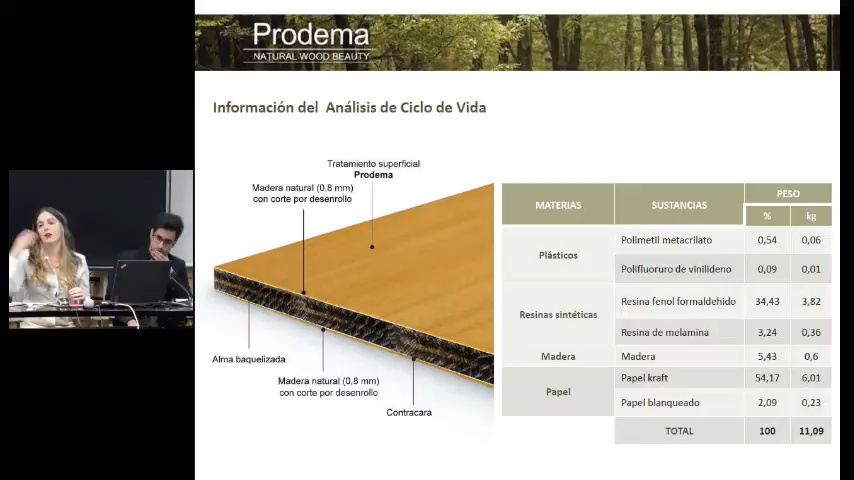 Prodema
NATURAL WOOD BEAUTY
Información del Análisis de Ciclo de Vida
Tratamiento superficial
Prodema
Madera natural (0,8 mm)
con corte por desenrollo
Alma baquelizada
Madera natural (0,8 mm)
con corte por desenrollo
Contracara
MATERIAS SUSTANCIAS PESO
% kg
Plásticos Polimetil metacrilato 0,54 0,06
Polifluoruro de vinilideno 0,09 0,01
Resinas sintéticas Resina fenol formaldehido 34,43 3,82
Resina de melamina 3,24 0,36
Madera Madera 5,43 0,6
Papel Papel kraft 54,17 6,01
Papel blanqueado 2,09 0,23
TOTAL 100 11,09